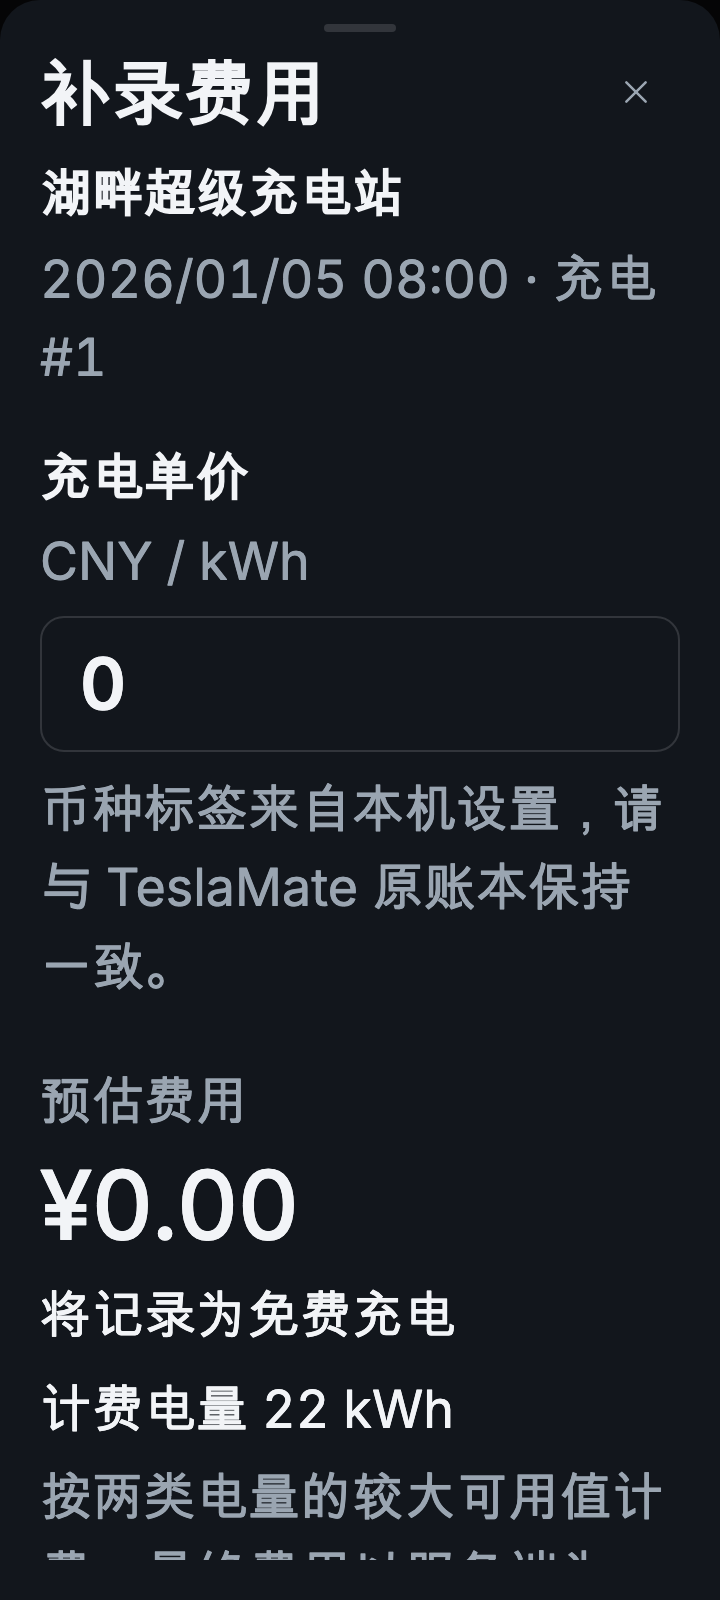 补录费用
湖畔超级充电站
2026/01/05 08:00 · 充电
#1
充电单价
CNY / kWh
0
币种标签来自本机设置，请
与 TeslaMate 原账本保持
一致。
预估费用
¥0.00
将记录为免费充电
计费电量 22 kWh
按两类电量的较大可用值计